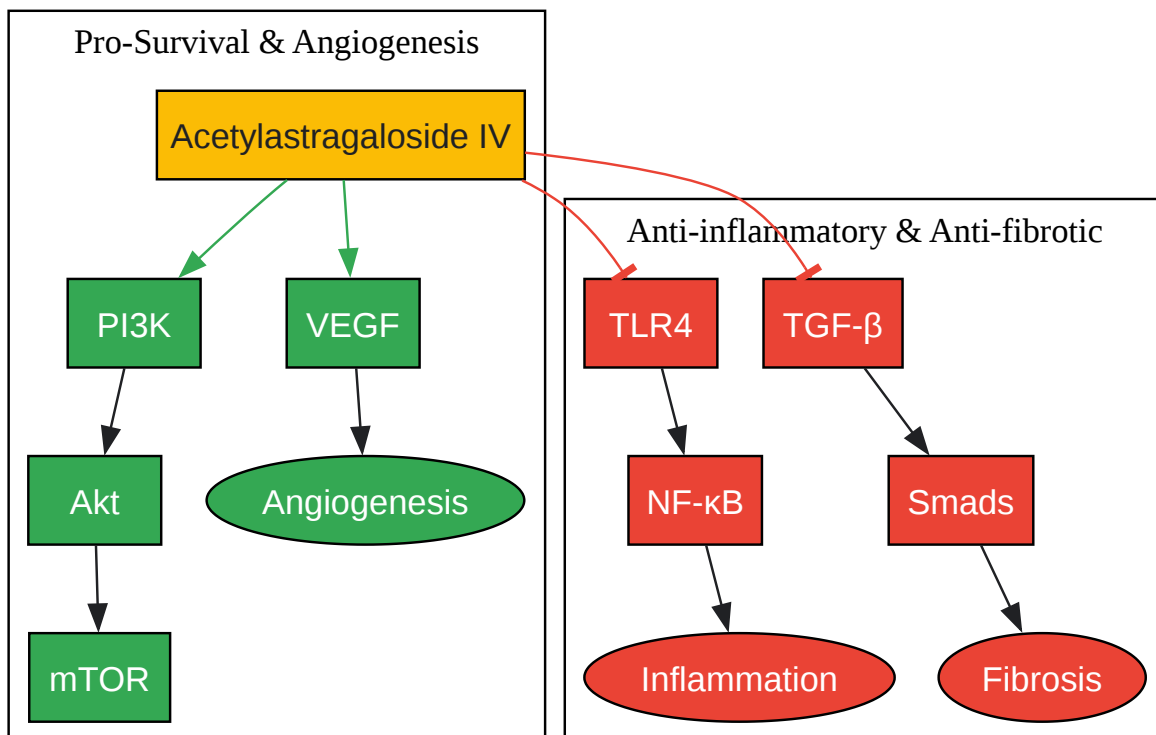 Pro-Survival & Angiogenesis
Acetylastragaloside IV
Anti-inflammatory & Anti-fibrotic
PI3K
VEGF
TLR4
TGF-β
Akt
Angiogenesis
NF-κB
Smads
mTOR
Inflammation
Fibrosis